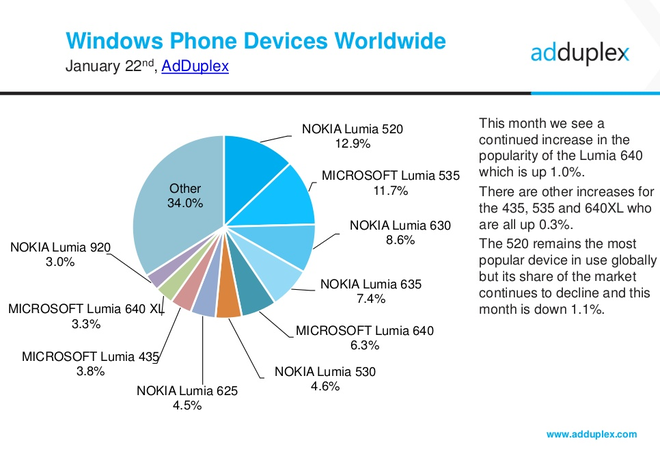 Windows Phone Devices Worldwide
January 22nd, AdDuplex
adduplex
NOKIA Lumia 520
12.9%
MICROSOFT Lumia 535
11.7%
NOKIA Lumia 630
8.6%
NOKIA Lumia 635
7.4%
MICROSOFT Lumia 640
6.3%
NOKIA Lumia 530
4.6%
NOKIA Lumia 625
4.5%
MICROSOFT Lumia 435
3.8%
MICROSOFT Lumia 640 XL
3.3%
NOKIA Lumia 920
3.0%
Other
34.0%
This month we see a
continued increase in the
popularity of the Lumia 640
which is up 1.0%.
There are other increases for
the 435, 535 and 640XL who
are all up 0.3%.
The 520 remains the most
popular device in use globally
but its share of the market
continues to decline and this
month is down 1.1%.
www.adduplex.com